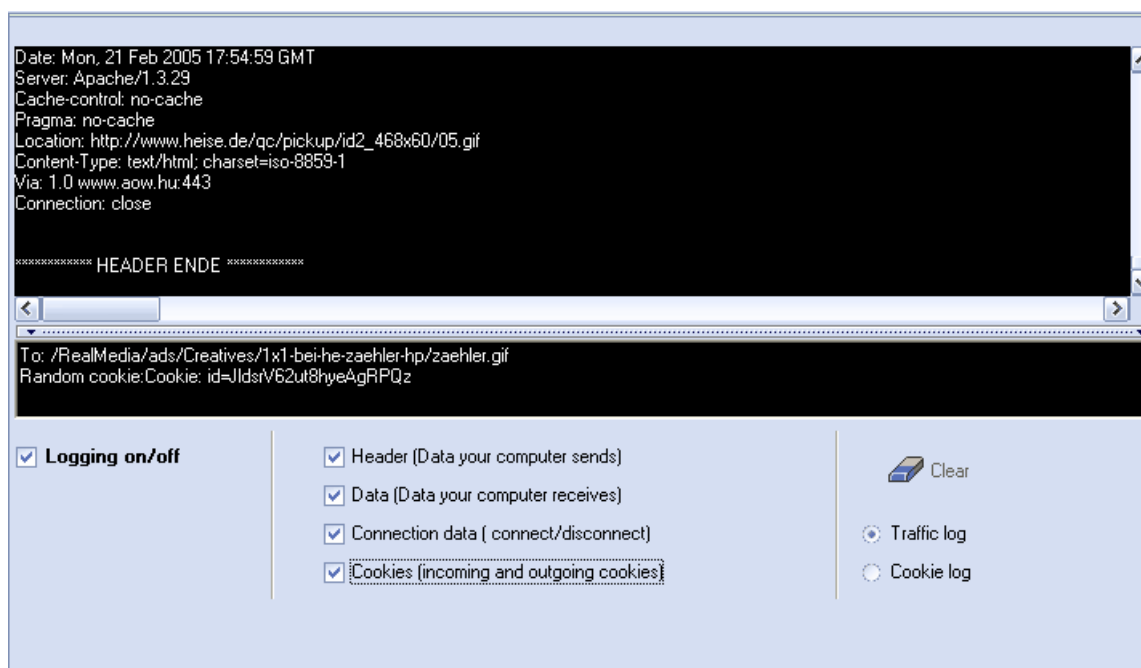 Date: Mon, 21 Feb 2005 17:54:59 GMT
Server: Apache/1.3.29
Cache-control: no-cache
Pragma: no-cache
Location: http://www.heise.de/qc/pickup/id2_468x60/05.gif
Content-Type: text/html; charset=iso-8859-1
Via: 1.0 www.aow.hu:443
Connection: close
************ HEADER ENDE ************
To: /RealMedia/ads/Creatives/1x1-bei-he-zaehler-hp/zaehler.gif
Random cookie:Cookie: id=JIdsrV62ut8hyeAgRPQz
Logging on/off
Header (Data your computer sends)
Data (Data your computer receives)
Connection data ( connect/disconnect)
Cookies (incoming and outgoing cookies)
Clear
Traffic log
Cookie log